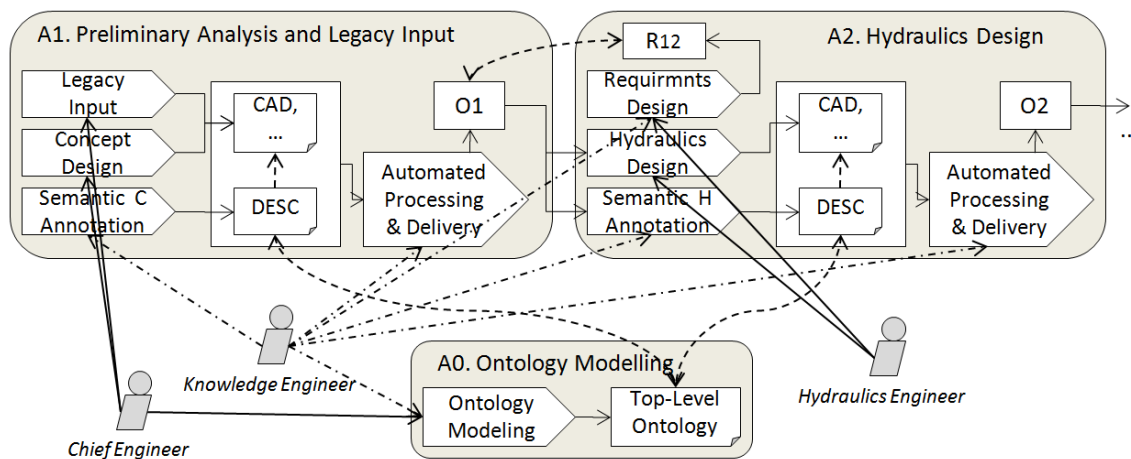 A1. Preliminary Analysis and Legacy Input
Legacy
Input
Concept
Design
Semantic C
Annotation
CAD,
...
DESC
O1
Automated
Processing
& Delivery
A2. Hydraulics Design
R12
Requirmnts
Design
Hydraulics
Design
Semantic H
Annotation
CAD,
...
DESC
O2
Automated
Processing
& Delivery
..
Knowledge Engineer
Chief Engineer
A0. Ontology Modelling
Ontology
Modeling
Top-Level
Ontology
Hydraulics Engineer